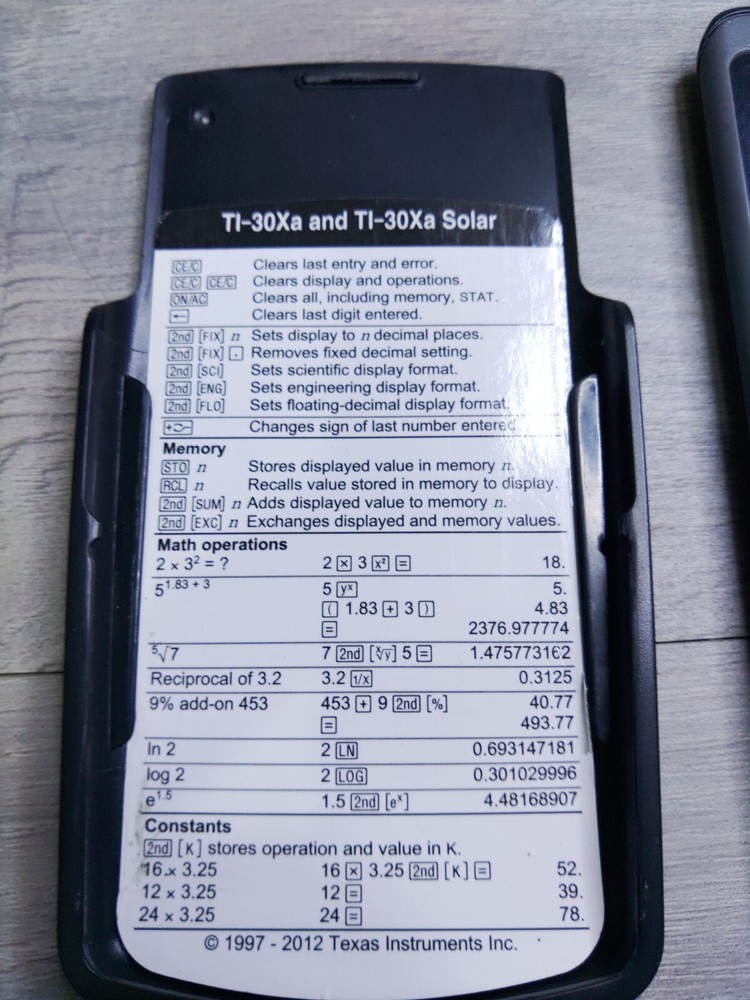 TI-30Xa and TI-30Xa Solar
CE/C Clears last entry and error.
CE/C CE/C Clears display and operations.
ON/AC Clears all, including memory, STAT.
← Clears last digit entered.
2nd [FIX] n Sets display to n decimal places.
2nd [FIX] . Removes fixed decimal setting.
2nd [SCI] Sets scientific display format.
2nd [ENG] Sets engineering display format.
2nd [FLO] Sets floating-decimal display format.
+⊃- Changes sign of last number entered
Memory
STO n Stores displayed value in memory n.
RCL n Recalls value stored in memory to display.
2nd [SUM] n Adds displayed value to memory n.
2nd [EXC] n Exchanges displayed and memory values.
Math operations
2 × 3² = ? 2 × 3 x² = 18.
5^1.83 + 3 5 yˣ 5.
( 1.83 + 3 ) 4.83
= 2376.977774
⁵√7 7 2nd [ˣ√y] 5 = 1.475773162
Reciprocal of 3.2 3.2 1/x 0.3125
9% add-on 453 453 + 9 2nd [%] 40.77
= 493.77
ln 2 2 LN 0.693147181
log 2 2 LOG 0.301029996
e^1.5 1.5 2nd [eˣ] 4.48168907
Constants
2nd [K] stores operation and value in K.
16 × 3.25 16 × 3.25 2nd [K] = 52.
12 × 3.25 12 = 39.
24 × 3.25 24 = 78.
© 1997 - 2012 Texas Instruments Inc.